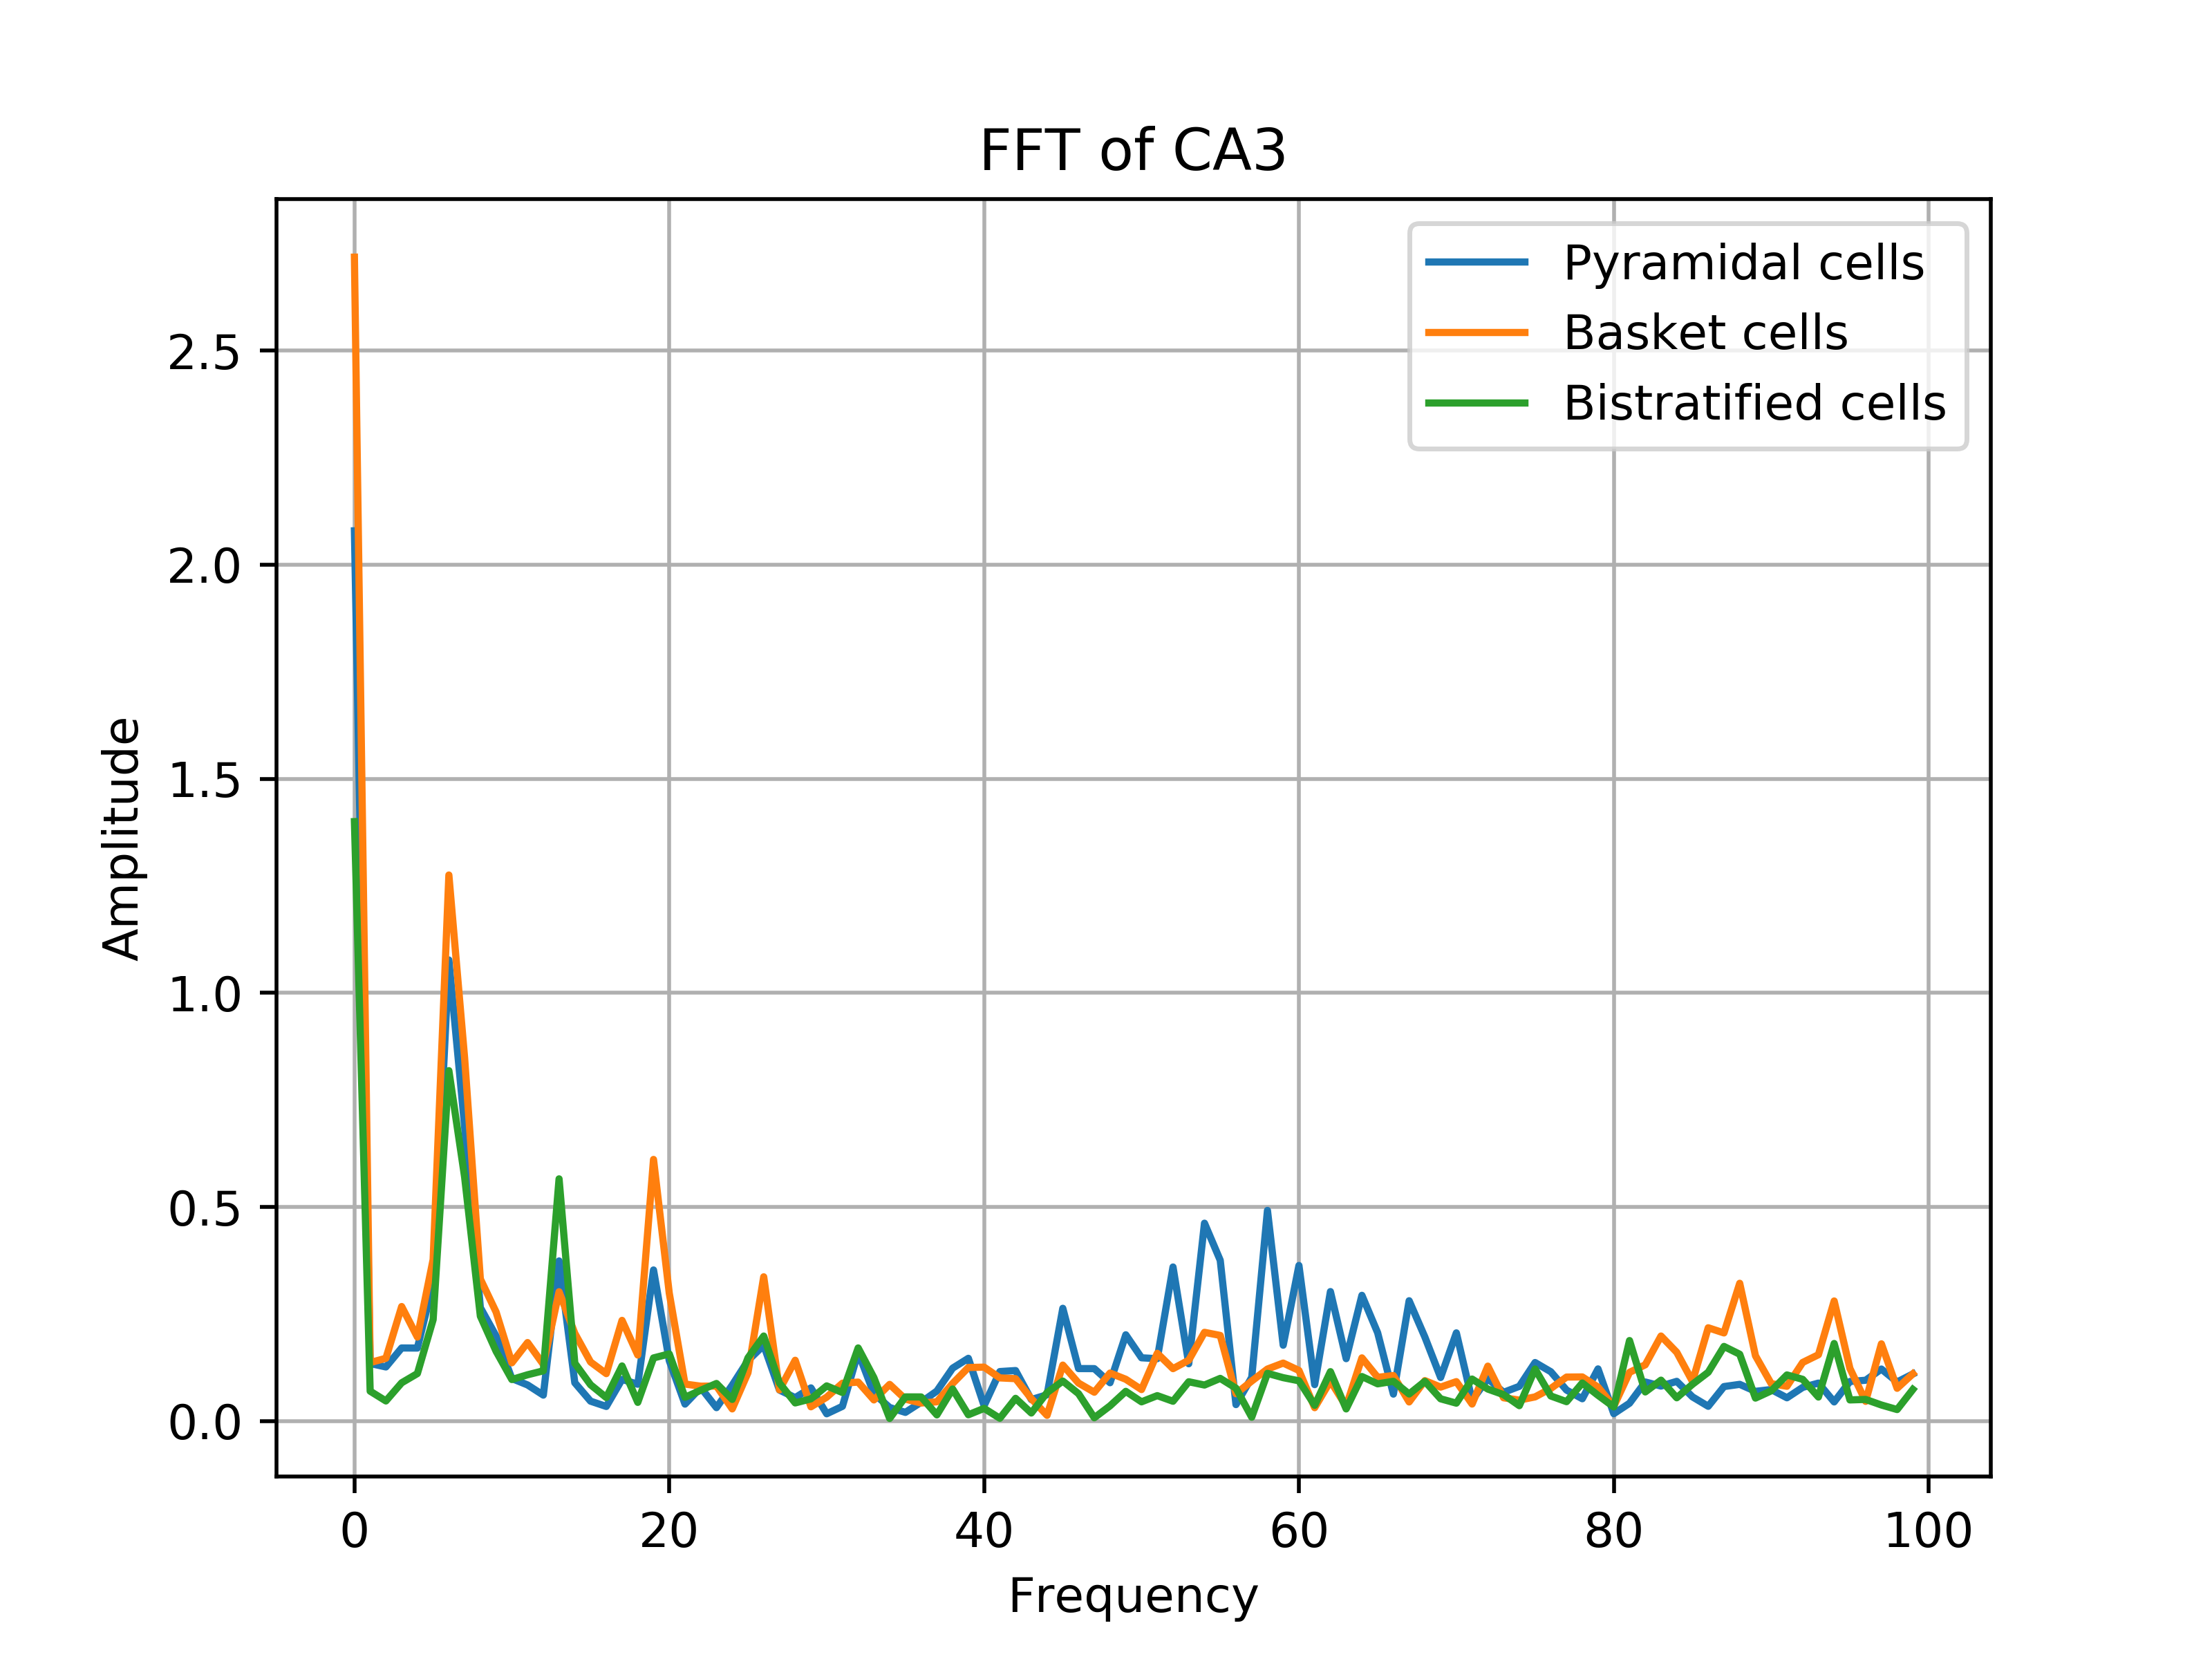 FFT of CA3
Pyramidal cells
Basket cells
Bistratified cells
Amplitude
2.5
2.0
1.5
1.0
0.5
0.0
0 20 40 60 80 100
Frequency